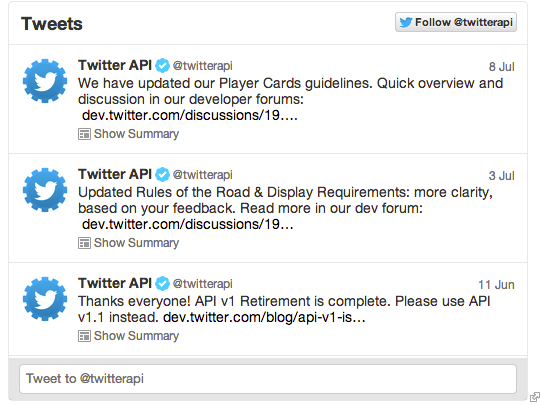 Tweets
Follow @twitterapi
Twitter API @twitterapi 8 Jul
We have updated our Player Cards guidelines. Quick overview and
discussion in our developer forums:
dev.twitter.com/discussions/19....
Show Summary
Twitter API @twitterapi 3 Jul
Updated Rules of the Road & Display Requirements: more clarity,
based on your feedback. Read more in our dev forum:
dev.twitter.com/discussions/19...
Show Summary
Twitter API @twitterapi 11 Jun
Thanks everyone! API v1 Retirement is complete. Please use API
v1.1 instead. dev.twitter.com/blog/api-v1-is...
Show Summary
Tweet to @twitterapi